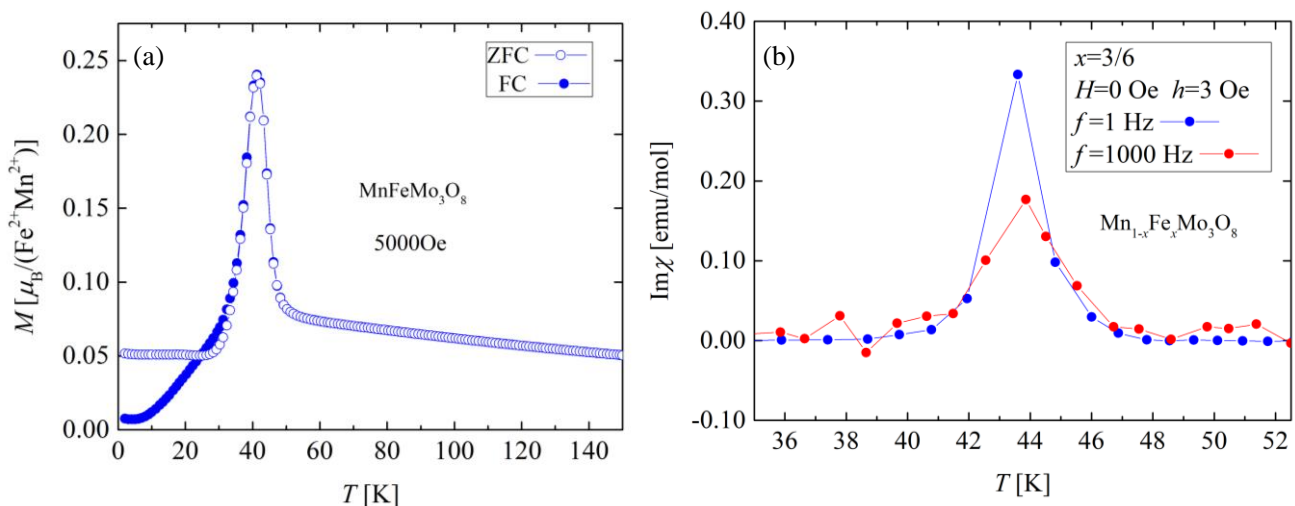 (a)
ZFC
FC
MnFeMo₃O₈
5000Oe
M [μ_B/(Fe²⁺Mn²⁺)]
0.25
0.20
0.15
0.10
0.05
0.00
0 20 40 60 80 100 120 140
T [K]
(b)
x=3/6
H=0 Oe h=3 Oe
f=1 Hz
f=1000 Hz
Mn₁₋ₓFeₓMo₃O₈
Imχ [emu/mol]
0.40
0.30
0.20
0.10
0.00
-0.10
36 38 40 42 44 46 48 50 52
T [K]